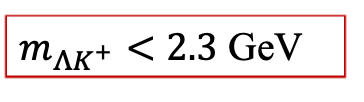 m_{ΛK⁺} < 2.3 GeV